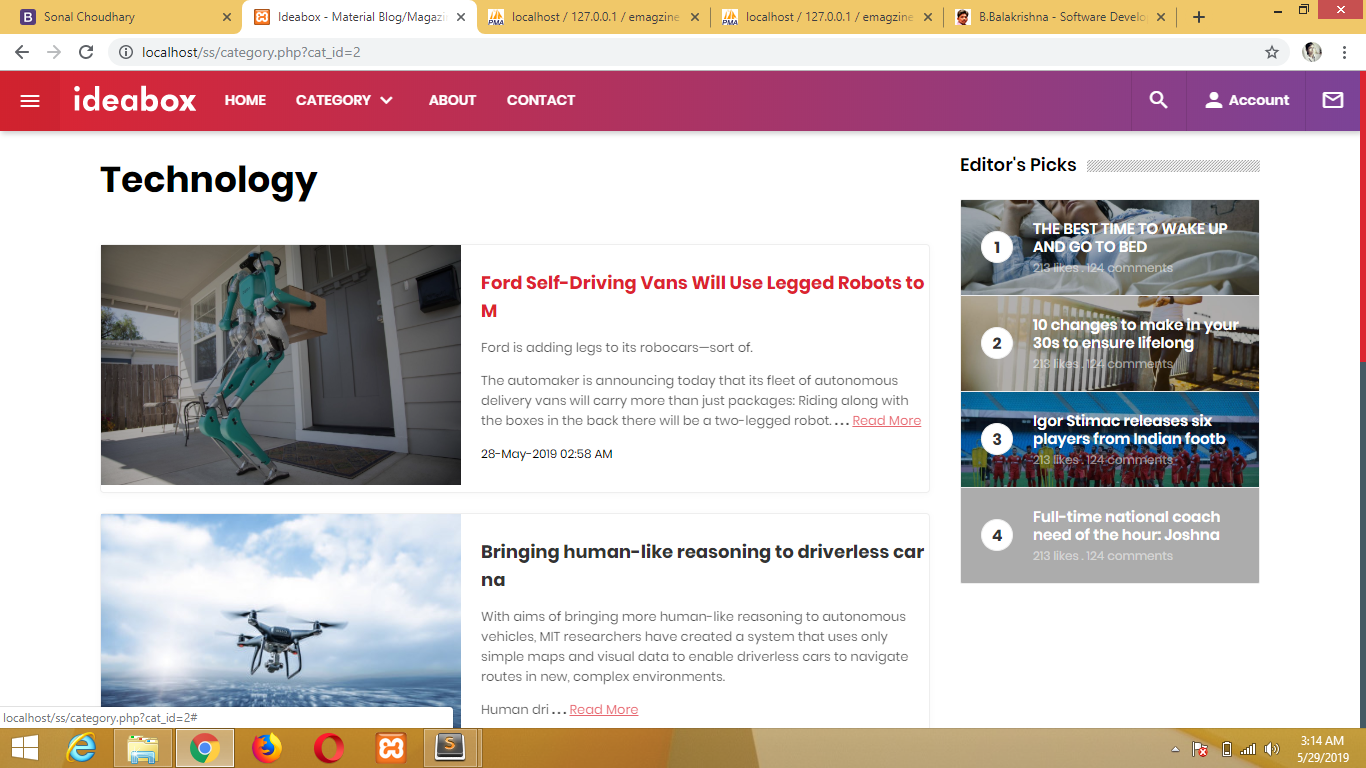 Sonal Choudhary
Ideabox - Material Blog/Magazi
localhost / 127.0.0.1 / emagzine
localhost / 127.0.0.1 / emagzine
B.Balakrishna - Software Develo
localhost/ss/category.php?cat_id=2
ideabox
HOME
CATEGORY
ABOUT
CONTACT
Account
Technology
Ford Self-Driving Vans Will Use Legged Robots to
M
Ford is adding legs to its robocars—sort of.
The automaker is announcing today that its fleet of autonomous
delivery vans will carry more than just packages: Riding along with
the boxes in the back there will be a two-legged robot. ... Read More
28-May-2019 02:58 AM
Bringing human-like reasoning to driverless car
na
With aims of bringing more human-like reasoning to autonomous
vehicles, MIT researchers have created a system that uses only
simple maps and visual data to enable driverless cars to navigate
routes in new, complex environments.
Human dri ... Read More
Editor's Picks
1
THE BEST TIME TO WAKE UP
AND GO TO BED
213 likes . 124 comments
2
10 changes to make in your
30s to ensure lifelong
213 likes . 124 comments
3
Igor Stimac releases six
players from Indian footb
213 likes . 124 comments
4
Full-time national coach
need of the hour: Joshna
213 likes . 124 comments
localhost/ss/category.php?cat_id=2#
3:14 AM
5/29/2019